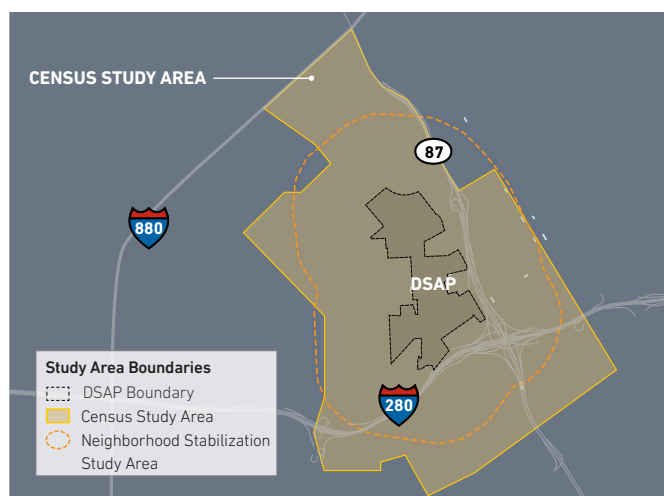 CENSUS STUDY AREA
87
880
DSAP
280
Study Area Boundaries
DSAP Boundary
Census Study Area
Neighborhood Stabilization
Study Area